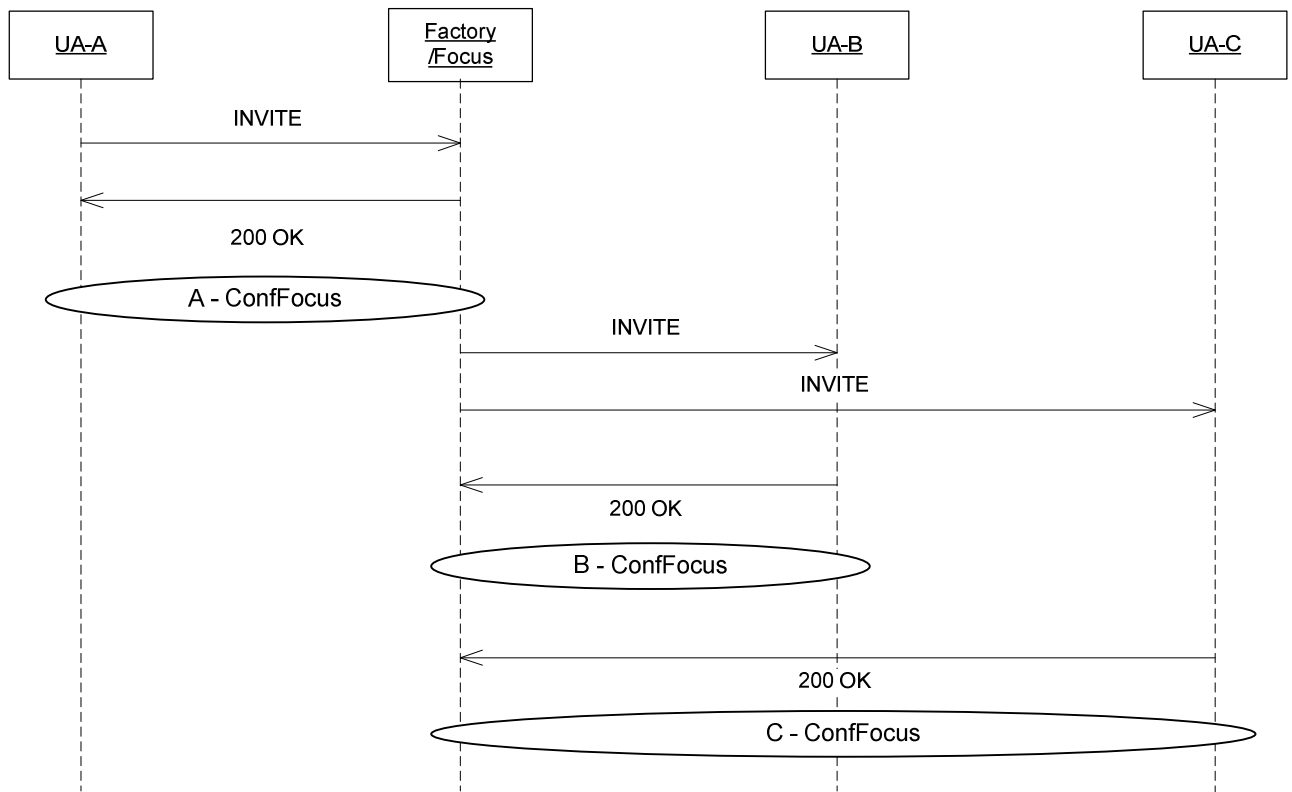 UA-A
Factory
/Focus
UA-B
UA-C
INVITE
200 OK
A - ConfFocus
INVITE
INVITE
200 OK
B - ConfFocus
200 OK
C - ConfFocus